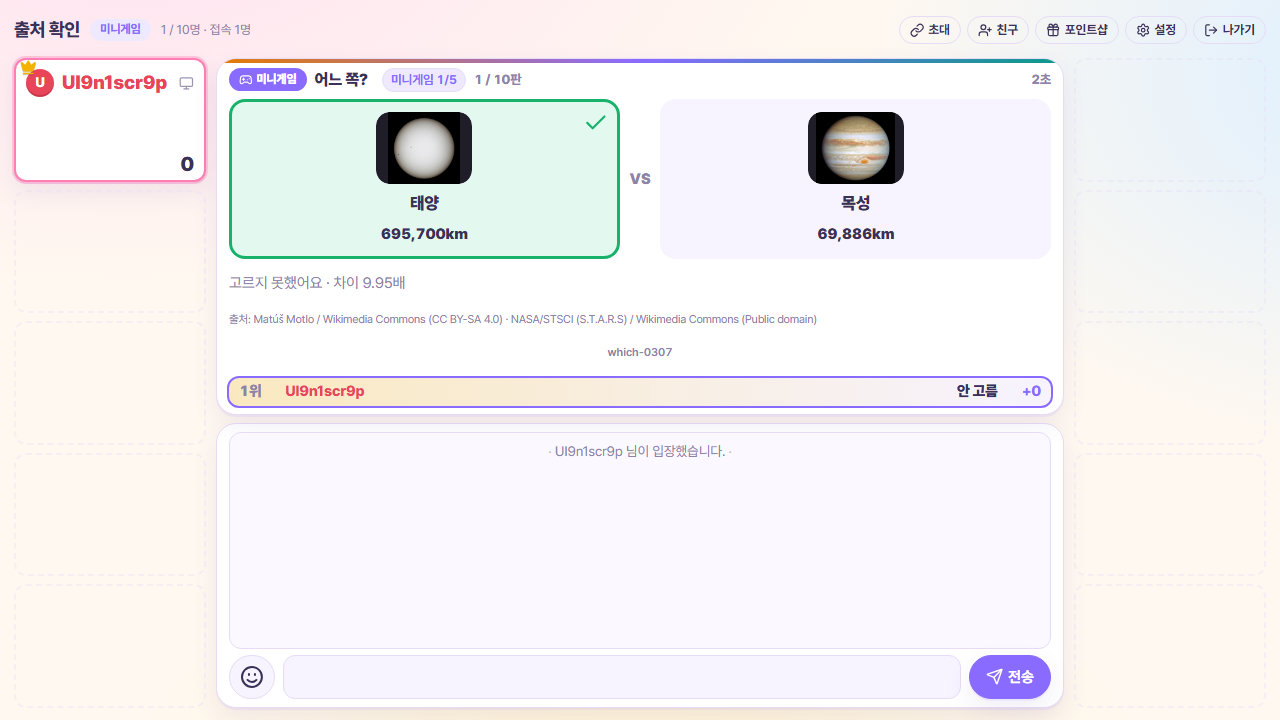 출처 확인 미니게임 1 / 10명 · 접속 1명
초대 친구 포인트샵 설정 나가기
U UI9n1scr9p
0
미니게임 어느 쪽? 미니게임 1/5 1 / 10판 2초
태양
695,700km
VS
목성
69,886km
고르지 못했어요 · 차이 9.95배
출처: Matúš Motlo / Wikimedia Commons (CC BY-SA 4.0) · NASA/STSCI (S.T.A.R.S) / Wikimedia Commons (Public domain)
which-0307
1위 UI9n1scr9p 안 고름 +0
· UI9n1scr9p 님이 입장했습니다. ·
전송